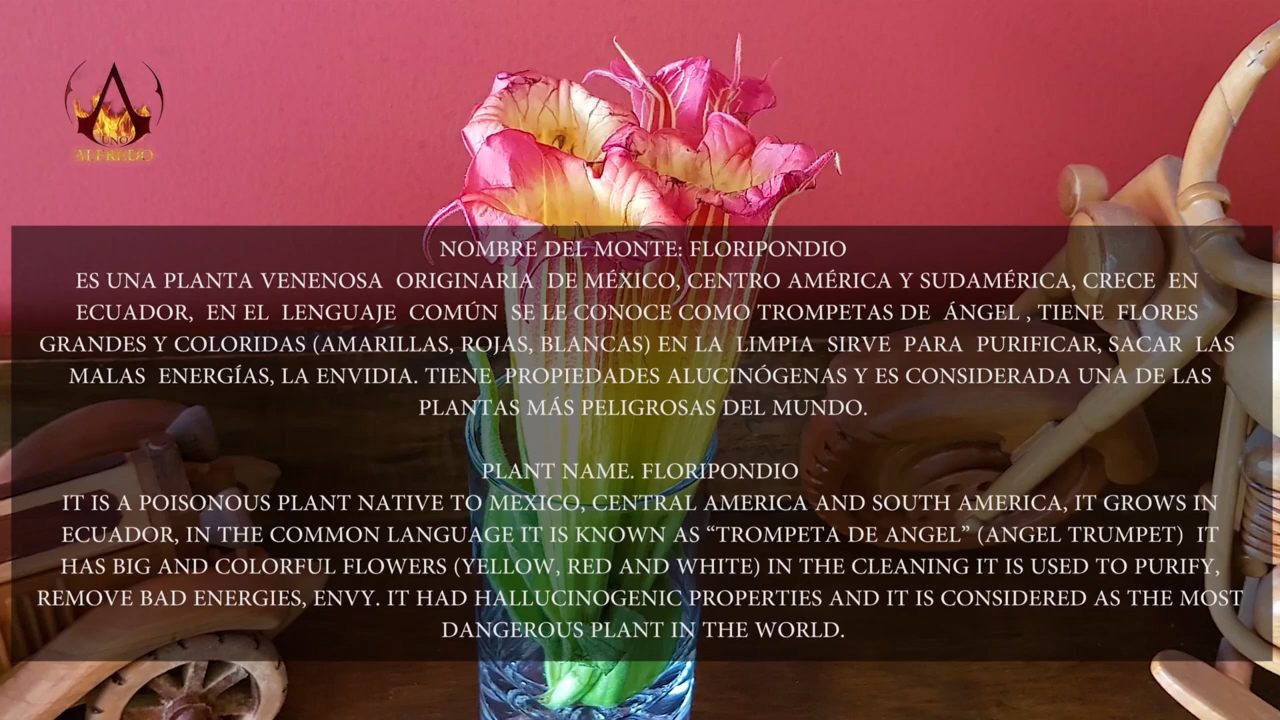 UNO
ALFREDO
NOMBRE DEL MONTE: FLORIPONDIO
ES UNA PLANTA VENENOSA ORIGINARIA DE MÉXICO, CENTRO AMÉRICA Y SUDAMÉRICA, CRECE EN
ECUADOR, EN EL LENGUAJE COMÚN SE LE CONOCE COMO TROMPETAS DE ÁNGEL , TIENE FLORES
GRANDES Y COLORIDAS (AMARILLAS, ROJAS, BLANCAS) EN LA LIMPIA SIRVE PARA PURIFICAR, SACAR LAS
MALAS ENERGÍAS, LA ENVIDIA. TIENE PROPIEDADES ALUCINÓGENAS Y ES CONSIDERADA UNA DE LAS
PLANTAS MÁS PELIGROSAS DEL MUNDO.
PLANT NAME. FLORIPONDIO
IT IS A POISONOUS PLANT NATIVE TO MEXICO, CENTRAL AMERICA AND SOUTH AMERICA, IT GROWS IN
ECUADOR, IN THE COMMON LANGUAGE IT IS KNOWN AS “TROMPETA DE ANGEL” (ANGEL TRUMPET) IT
HAS BIG AND COLORFUL FLOWERS (YELLOW, RED AND WHITE) IN THE CLEANING IT IS USED TO PURIFY,
REMOVE BAD ENERGIES, ENVY. IT HAD HALLUCINOGENIC PROPERTIES AND IT IS CONSIDERED AS THE MOST
DANGEROUS PLANT IN THE WORLD.